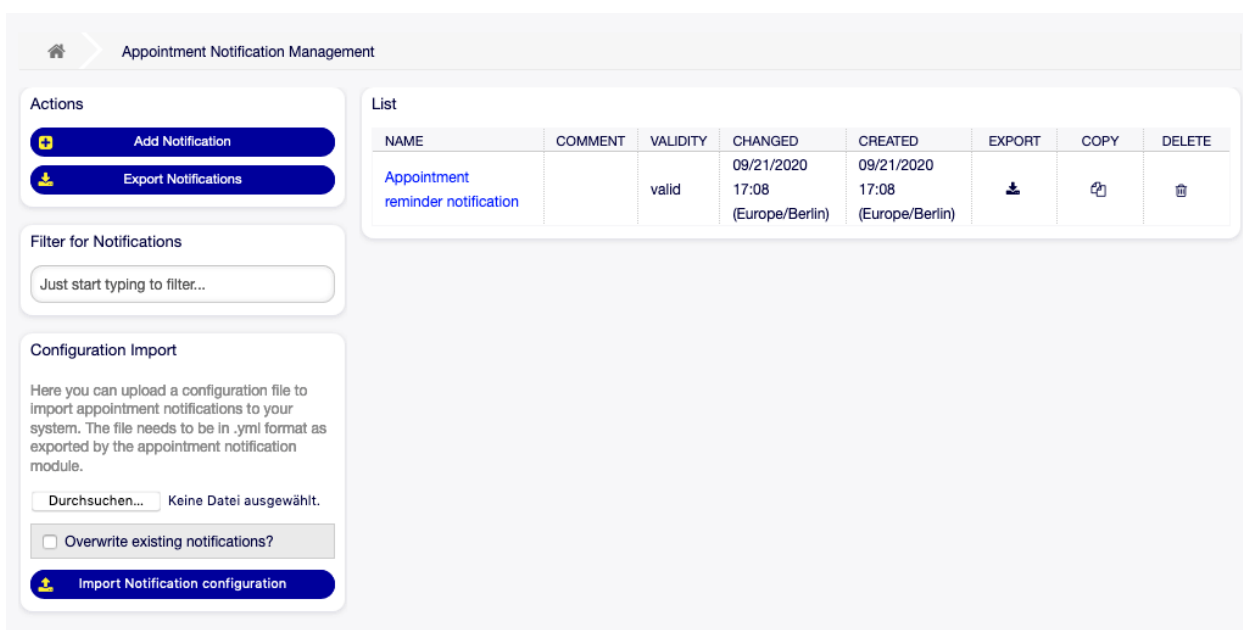 Appointment Notification Management
Actions
Add Notification
Export Notifications
Filter for Notifications
Just start typing to filter...
Configuration Import
Here you can upload a configuration file to
import appointment notifications to your
system. The file needs to be in .yml format as
exported by the appointment notification
module.
Durchsuchen... Keine Datei ausgewählt.
Overwrite existing notifications?
Import Notification configuration
List
NAME COMMENT VALIDITY CHANGED CREATED EXPORT COPY DELETE
Appointment
reminder notification
valid
09/21/2020
17:08
(Europe/Berlin)
09/21/2020
17:08
(Europe/Berlin)